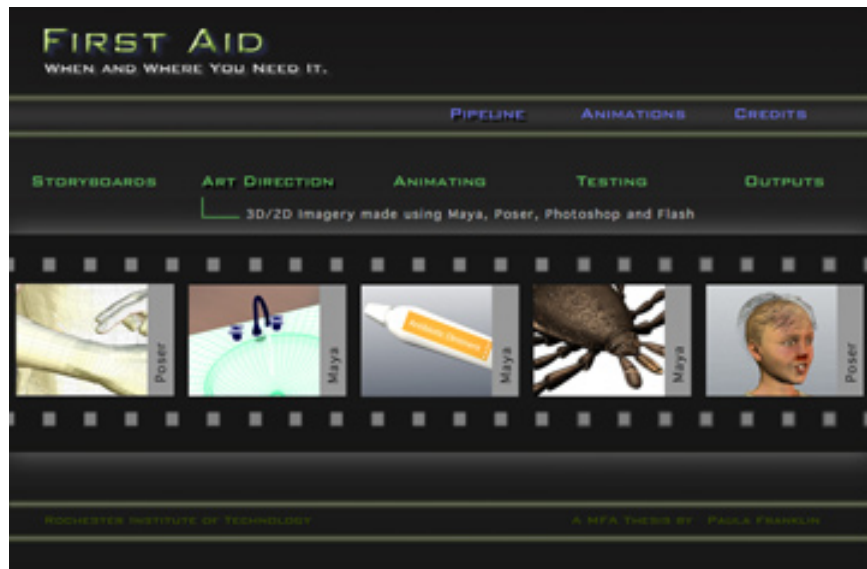 First Aid
When and Where You Need It.
Pipeline Animations Credits
Storyboards Art Direction Animating Testing Outputs
3D/2D Imagery made using Maya, Poser, Photoshop and Flash
Poser Maya Maya Maya Poser
Antibiotic Ointment
Rochester Institute of Technology A MFA Thesis by Paula Franklin